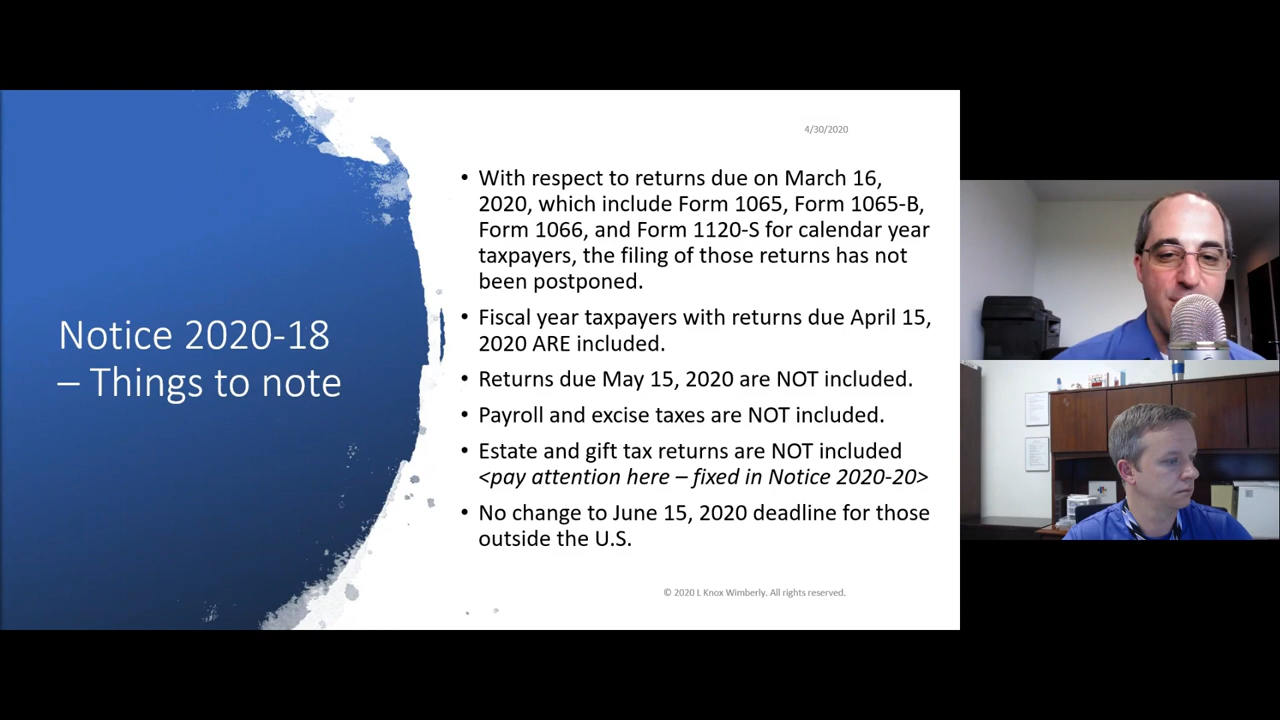 4/30/2020
Notice 2020-18
– Things to note
• With respect to returns due on March 16,
2020, which include Form 1065, Form 1065-B,
Form 1066, and Form 1120-S for calendar year
taxpayers, the filing of those returns has not
been postponed.
• Fiscal year taxpayers with returns due April 15,
2020 ARE included.
• Returns due May 15, 2020 are NOT included.
• Payroll and excise taxes are NOT included.
• Estate and gift tax returns are NOT included
<pay attention here – fixed in Notice 2020-20>
• No change to June 15, 2020 deadline for those
outside the U.S.
© 2020 L Knox Wimberly. All rights reserved.